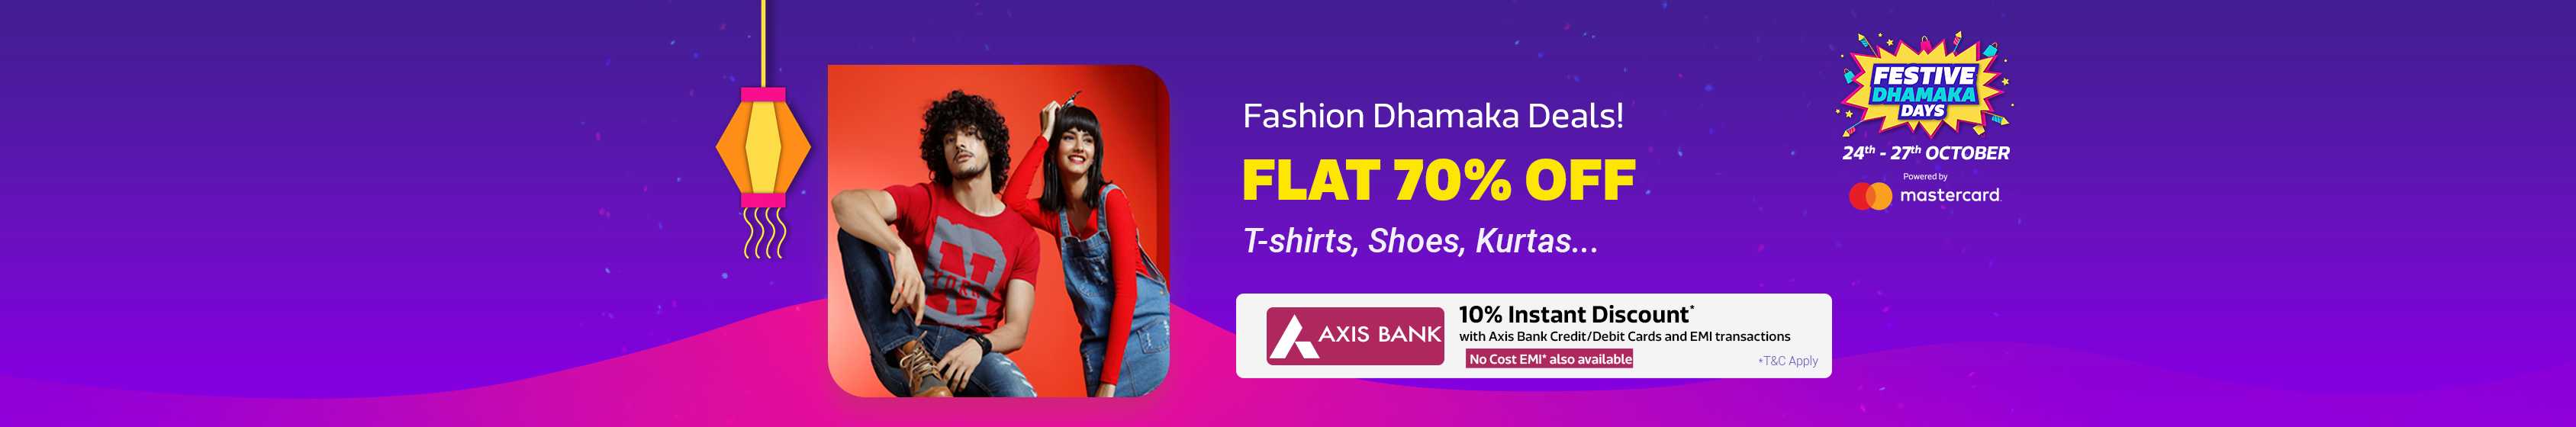 Fashion Dhamaka Deals!
FLAT 70% OFF
T-shirts, Shoes, Kurtas...
AXIS BANK
10% Instant Discount*
with Axis Bank Credit/Debit Cards and EMI transactions
No Cost EMI* also available
*T&C Apply
FESTIVE
DHAMAKA
DAYS
24th - 27th OCTOBER
Powered by
mastercard
N
YORK